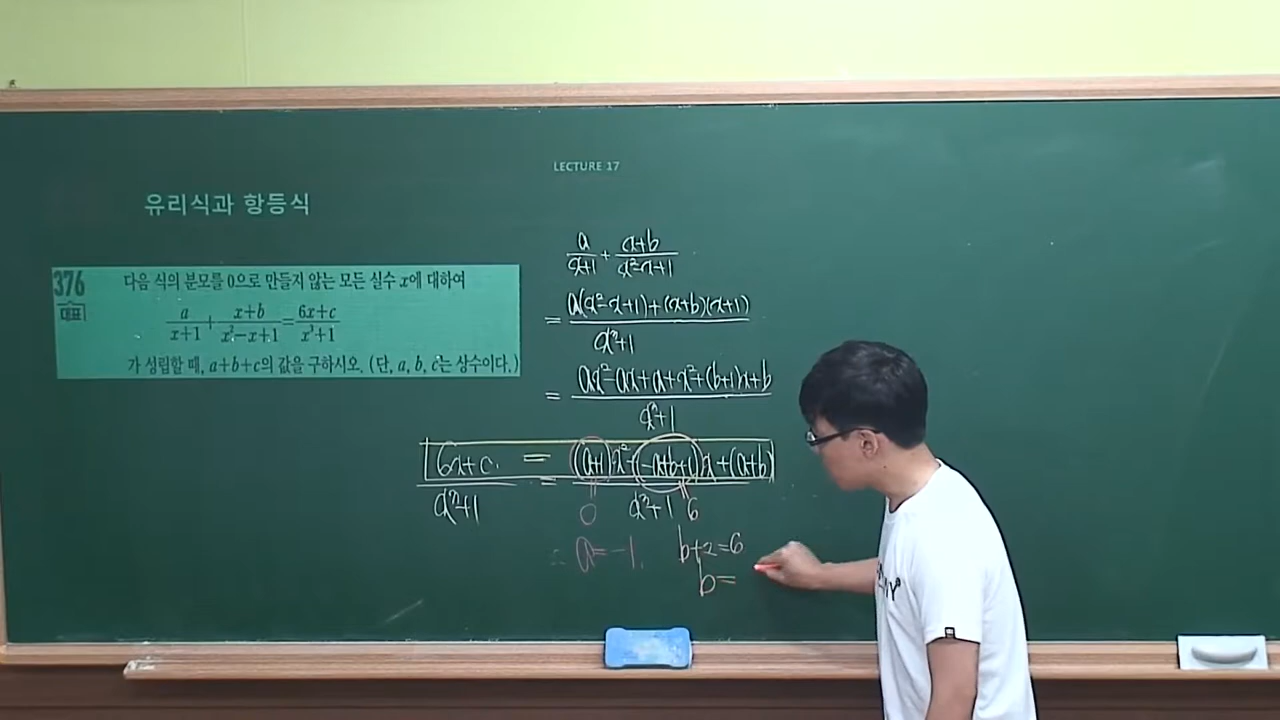 LECTURE 17
유리식과 항등식
376
대표
다음 식의 분모를 0으로 만들지 않는 모든 실수 x에 대하여
a/(x+1) + (x+b)/(x²-x+1) = (6x+c)/(x³+1)
가 성립할 때, a+b+c의 값을 구하시오. (단, a, b, c는 상수이다.)
a/(x+1) + (x+b)/(x²-x+1)
= (a(x²-x+1)+(x+b)(x+1))/(x³+1)
= (ax²-ax+a+x²+(b+1)x+b)/(x³+1)
(6x+c)/(x³+1) = ((a+1)x²+(-a+b+1)x+(a+b))/(x³+1)
0 6
∴ a=-1. b+2=6
b=